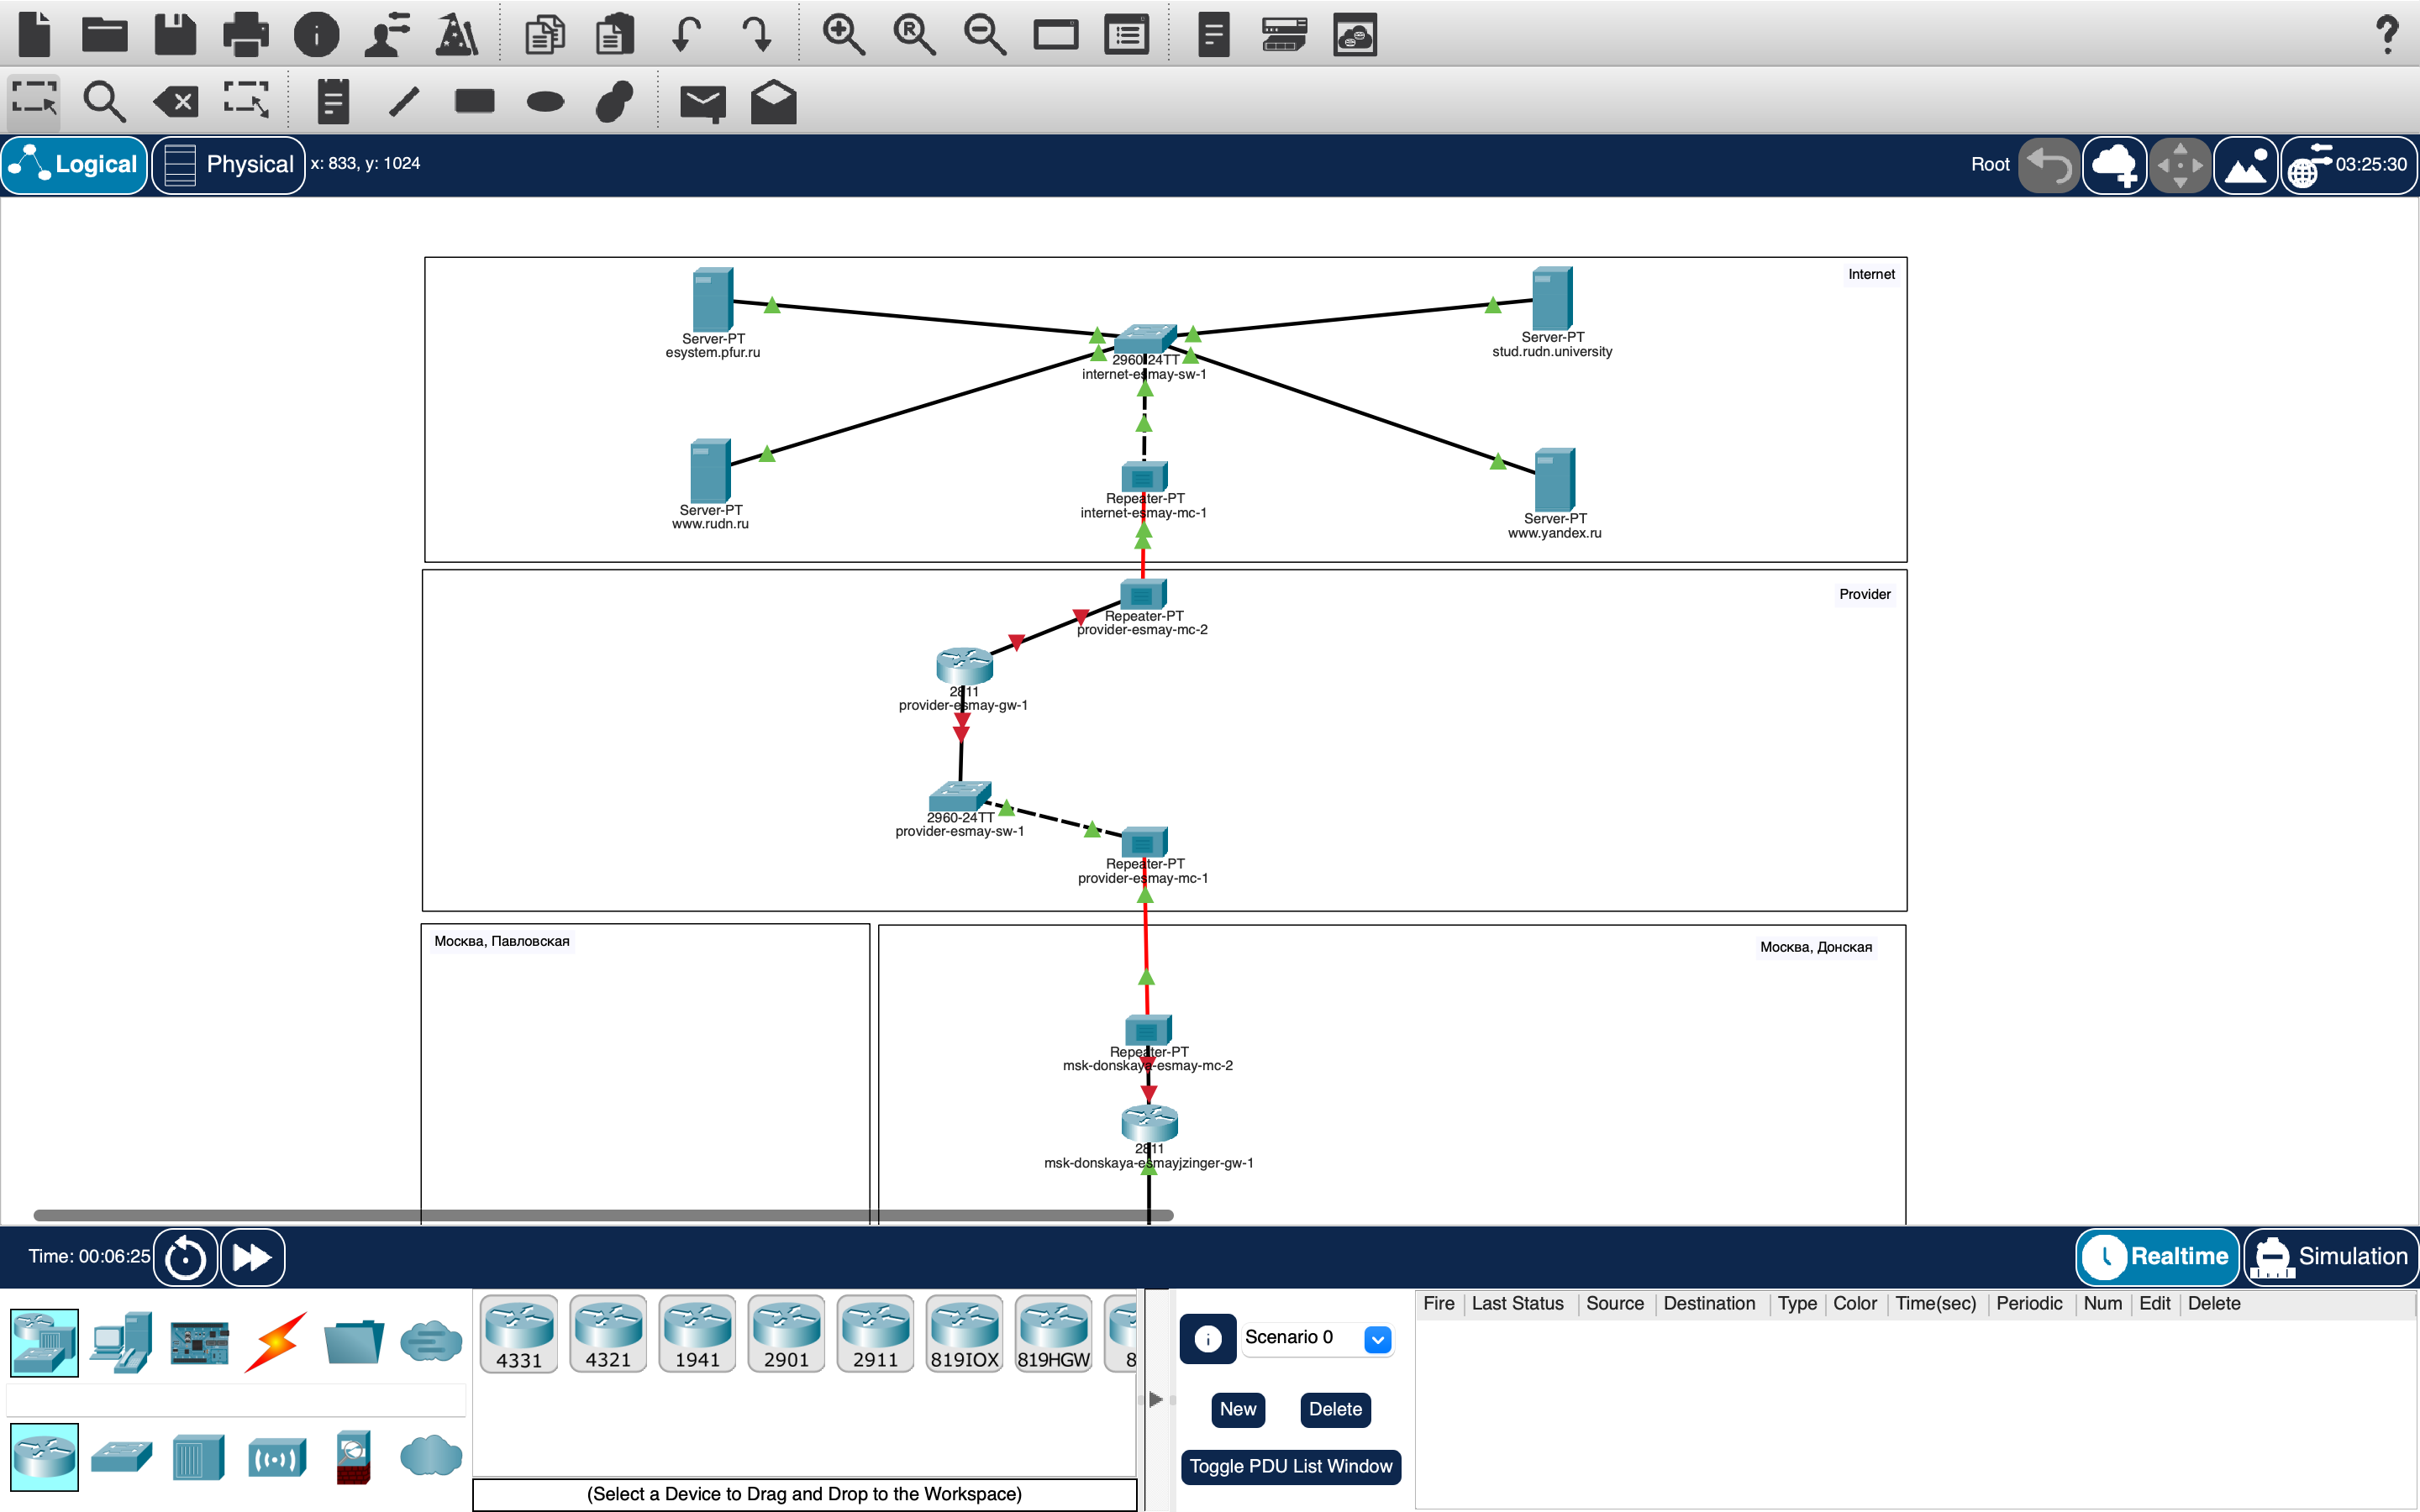 Logical
Physical
x: 833, y: 1024
Root
03:25:30
Internet
Server-PT
esystem.pfur.ru
Server-PT
stud.rudn.university
2960-24TT
internet-esmay-sw-1
Server-PT
www.rudn.ru
Repeater-PT
internet-esmay-mc-1
Server-PT
www.yandex.ru
Provider
Repeater-PT
provider-esmay-mc-2
2811
provider-esmay-gw-1
2960-24TT
provider-esmay-sw-1
Repeater-PT
provider-esmay-mc-1
Москва, Павловская
Москва, Донская
Repeater-PT
msk-donskaya-esmay-mc-2
2811
msk-donskaya-esmayjzinger-gw-1
Time: 00:06:25
Realtime
Simulation
4331
4321
1941
2901
2911
819IOX
819HGW
8
(Select a Device to Drag and Drop to the Workspace)
Scenario 0
New
Delete
Toggle PDU List Window
Fire Last Status Source Destination Type Color Time(sec) Periodic Num Edit Delete